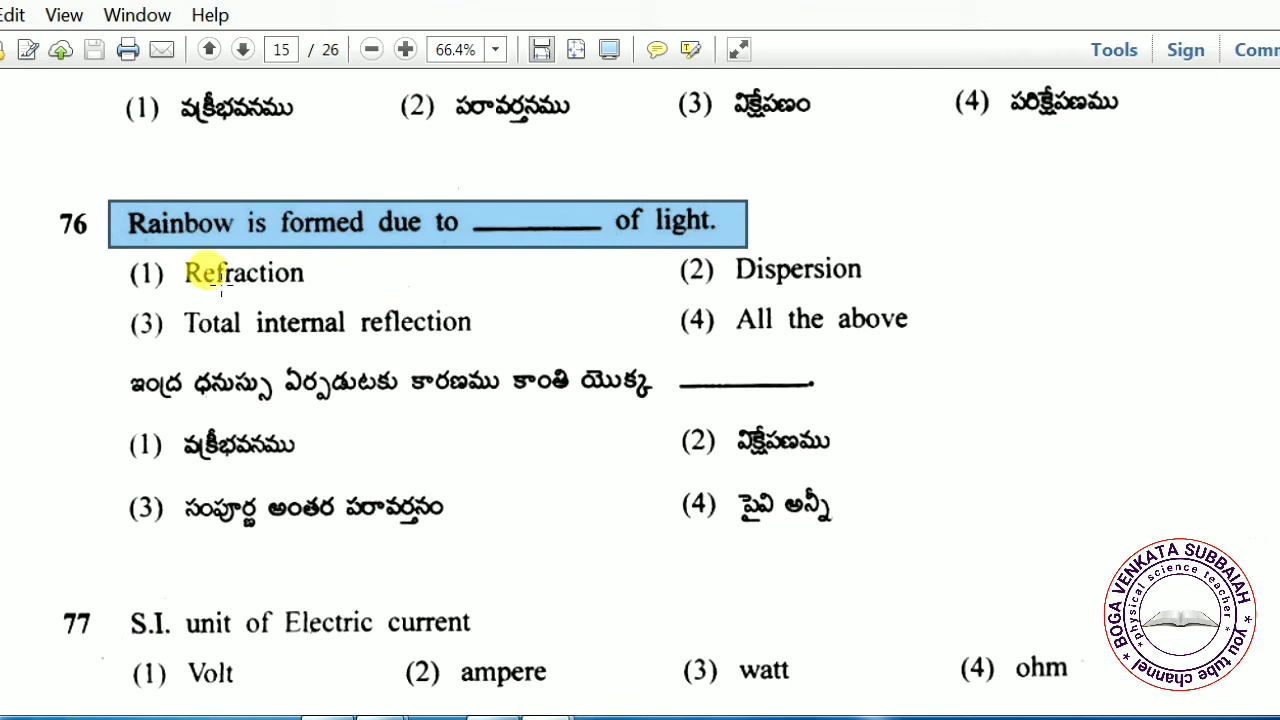 Edit View Window Help
15 / 26 66.4% Tools Sign Comm
(1) వక్రీభవనము (2) పరావర్తనము (3) విక్షేపణం (4) పరిక్షేపణము
76 Rainbow is formed due to ________ of light.
(1) Refraction (2) Dispersion
(3) Total internal reflection (4) All the above
ఇంద్ర ధనుస్సు ఏర్పడుటకు కారణము కాంతి యొక్క ________.
(1) వక్రీభవనము (2) విక్షేపణము
(3) సంపూర్ణ అంతర పరావర్తనం (4) పైవి అన్నీ
77 S.I. unit of Electric current
(1) Volt (2) ampere (3) watt (4) ohm
BOGA VENKATA SUBBAIAH
* physical science teacher *
* you tube channel *